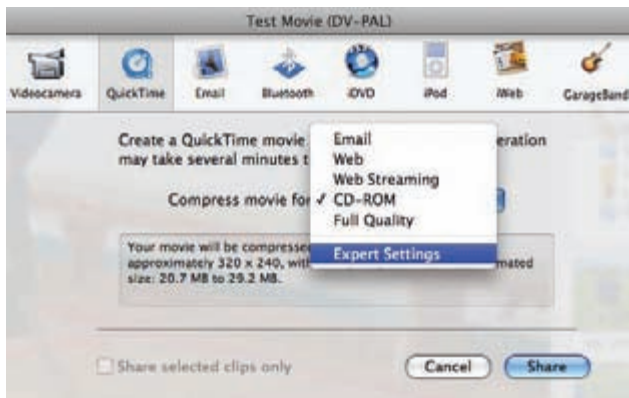 Test Movie (DV-PAL)
Videocamera QuickTime Email Bluetooth iDVD iPod iWeb GarageBand
Create a QuickTime movie eration
may take several minutes t
Compress movie for
Email
Web
Web Streaming
✓ CD-ROM
Full Quality
Expert Settings
Your movie will be compressed
approximately 320 x 240, with mated
size: 20.7 MB to 29.2 MB.
Share selected clips only
Cancel Share